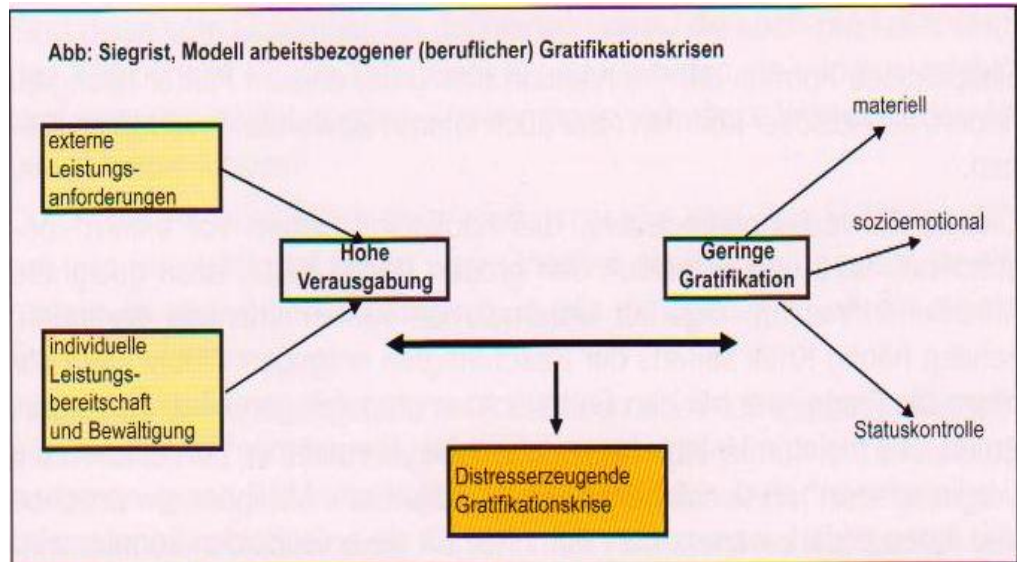 Abb: Siegrist, Modell arbeitsbezogener (beruflicher) Gratifikationskrisen
externe
Leistungs-
anforderungen
individuelle
Leistungs-
bereitschaft
und Bewältigung
Hohe
Verausgabung
Geringe
Gratifikation
materiell
sozioemotional
Statuskontrolle
Distresserzeugende
Gratifikationskrise